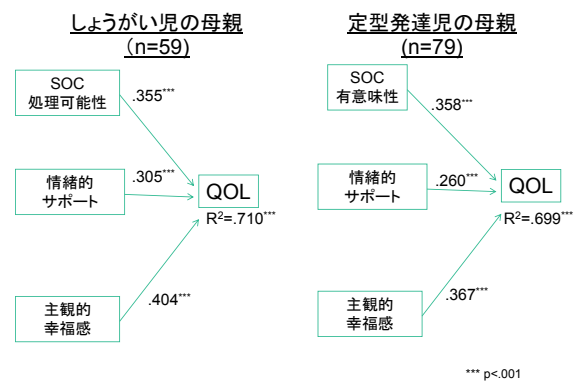 しょうがい児の母親
(n=59)
SOC
処理可能性
.355***
情緒的
サポート
.305***
QOL
R²=.710***
主観的
幸福感
.404***
定型発達児の母親
(n=79)
SOC
有意味性
.358***
情緒的
サポート
.260***
QOL
R²=.699***
主観的
幸福感
.367***
*** p<.001